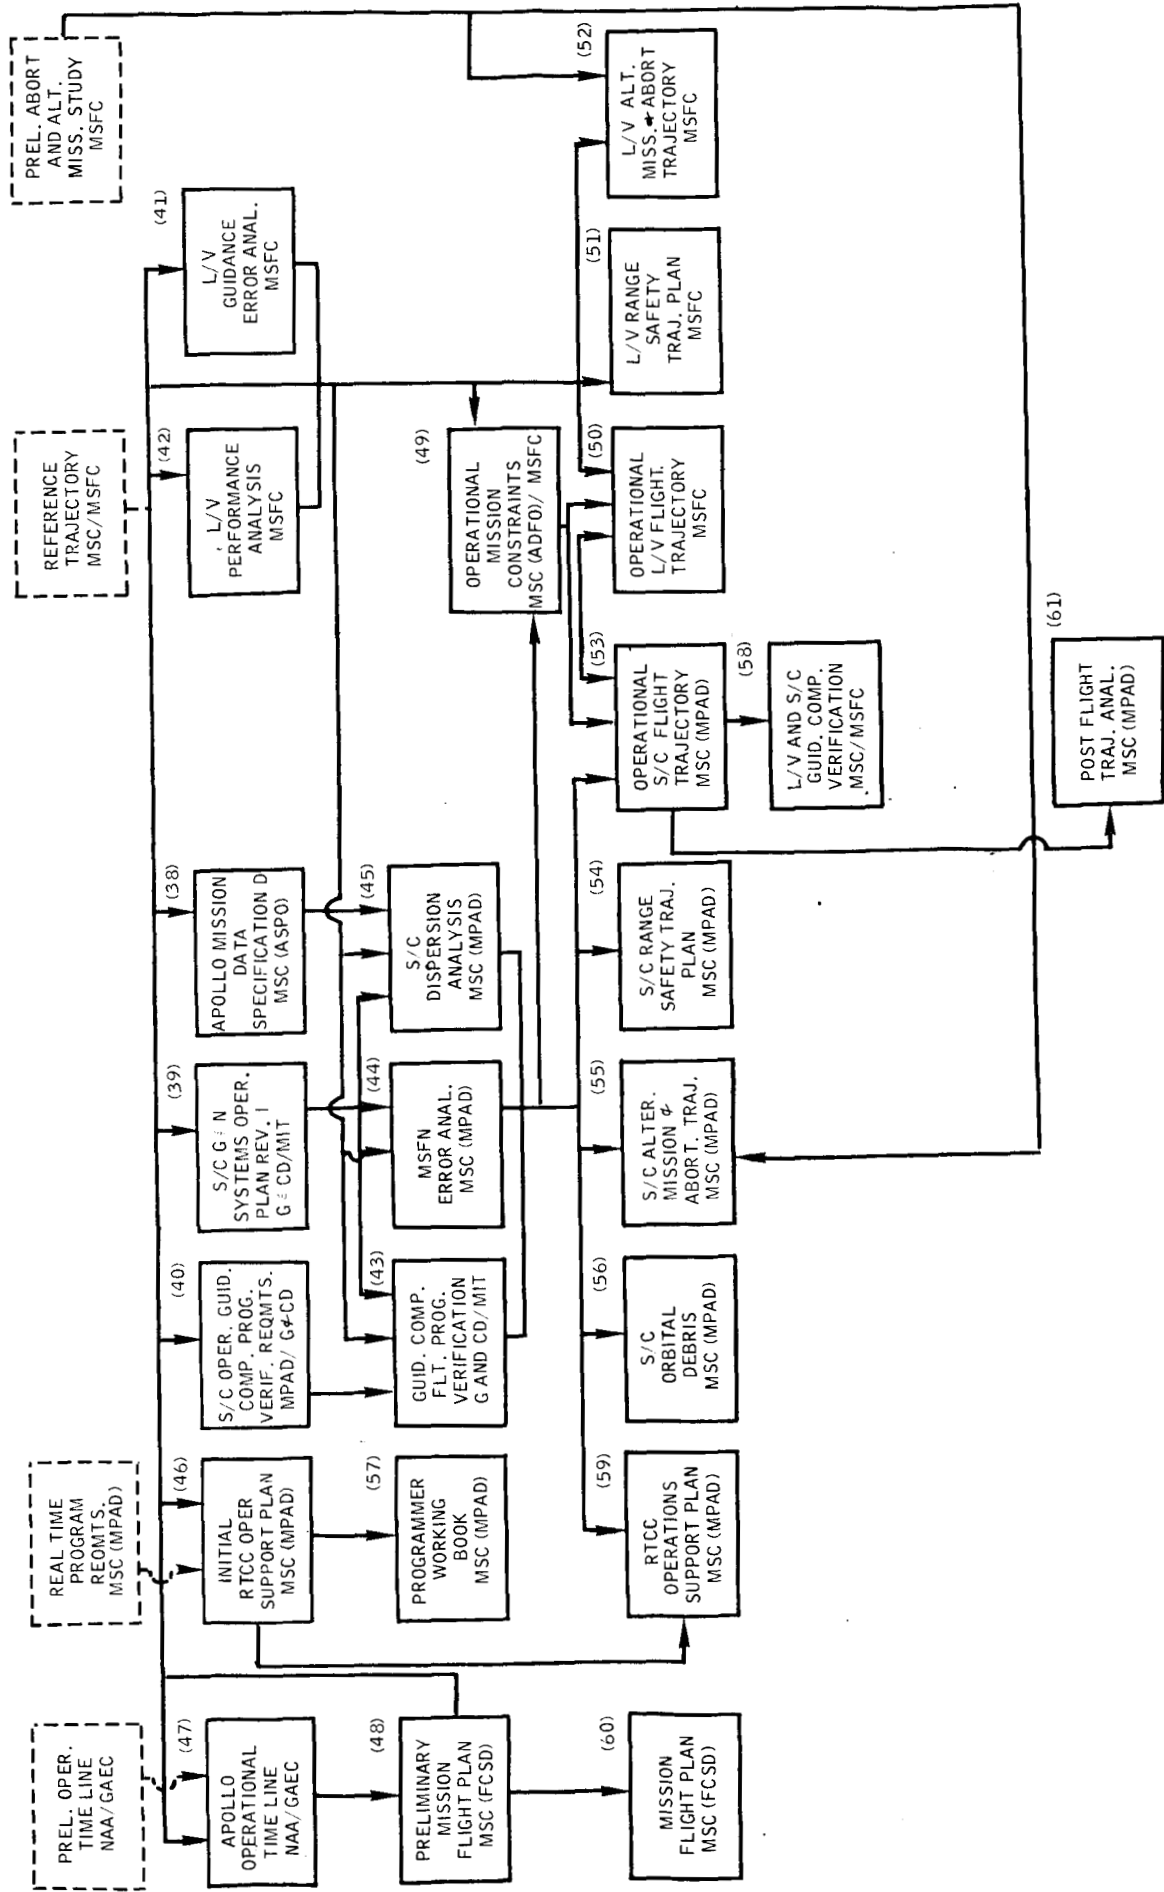 PREL. OPER.
TIME LINE
NAA/GAEC
REAL TIME
PROGRAM
REQMTS.
MSC (MPAD)
REFERENCE
TRAJECTORY
MSC/MSFC
PREL. ABORT
AND ALT.
MISS. STUDY
MSFC
(47)
APOLLO
OPERATIONAL
TIME LINE
NAA/GAEC
(46)
INITIAL
RTCC OPER
SUPPORT PLAN
MSC (MPAD)
(40)
S/C OPER. GUID.
COMP. PROG.
VERIF. REQMTS.
MPAD/ G&CD
(39)
S/C G & N
SYSTEMS OPER.
PLAN REV. I
G & CD/MIT
(38)
APOLLO MISSION
DATA
SPECIFICATION D
MSC (ASPO)
(42)
L/V
PERFORMANCE
ANALYSIS
MSFC
(41)
L/V
GUIDANCE
ERROR ANAL.
MSFC
(48)
PRELIMINARY
MISSION
FLIGHT PLAN
MSC (FCSD)
(57)
PROGRAMMER
WORKING
BOOK
MSC (MPAD)
(43)
GUID. COMP.
FLT. PROG.
VERIFICATION
G AND CD/MIT
(44)
MSFN
ERROR ANAL.
MSC (MPAD)
(45)
S/C
DISPERSION
ANALYSIS
MSC (MPAD)
(49)
OPERATIONAL
MISSION
CONSTRAINTS
MSC (ADFO)/ MSFC
(60)
MISSION
FLIGHT PLAN
MSC (FCSD)
(59)
RTCC
OPERATIONS
SUPPORT PLAN
MSC (MPAD)
(56)
S/C
ORBITAL
DEBRIS
MSC (MPAD)
(55)
S/C ALTER.
MISSION &
ABORT. TRAJ.
MSC (MPAD)
(54)
S/C RANGE
SAFETY TRAJ.
PLAN
MSC (MPAD)
(53)
OPERATIONAL
S/C FLIGHT
TRAJECTORY
MSC (MPAD)
(50)
OPERATIONAL
L/V FLIGHT.
TRAJECTORY
MSFC
(51)
L/V RANGE
SAFETY
TRAJ. PLAN
MSFC
(52)
L/V ALT.
MISS. & ABORT
TRAJECTORY
MSFC
(58)
L/V AND S/C
GUID. COMP.
VERIFICATION
MSC/MSFC
(61)
POST FLIGHT
TRAJ. ANAL.
MSC (MPAD)